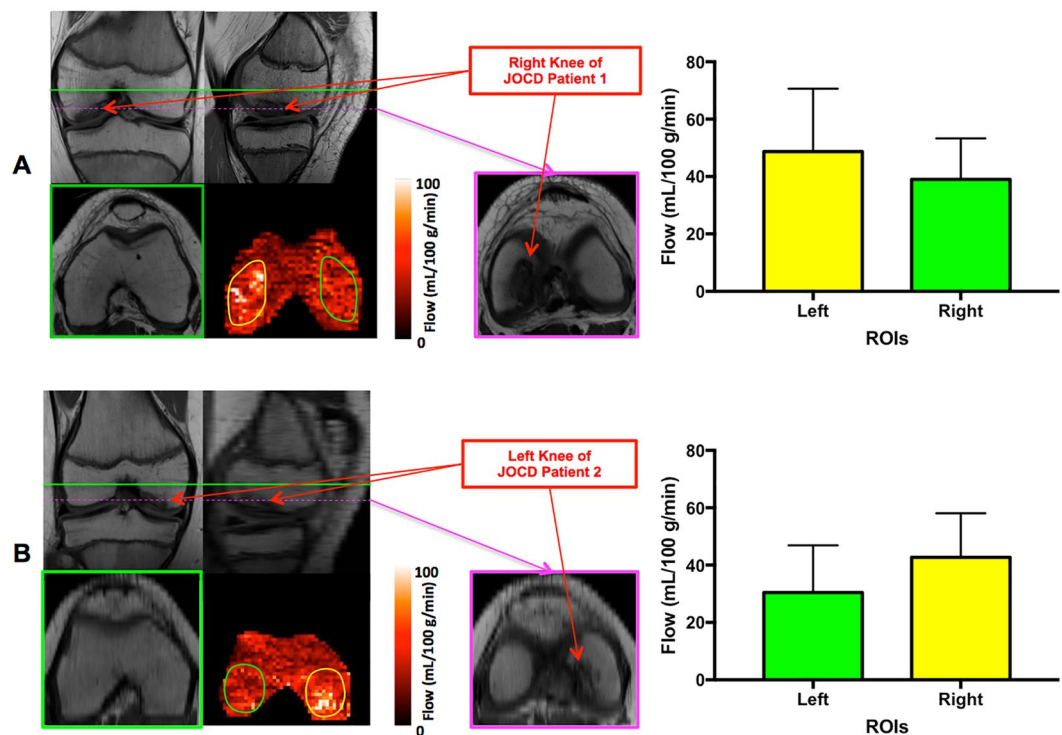 A
Right Knee of
JOCD Patient 1
100
Flow (mL/100 g/min)
0
Flow (mL/100 g/min)
80
60
40
20
0
Left
Right
ROIs
B
Left Knee of
JOCD Patient 2
100
Flow (mL/100 g/min)
0
Flow (mL/100 g/min)
80
60
40
20
0
Left
Right
ROIs